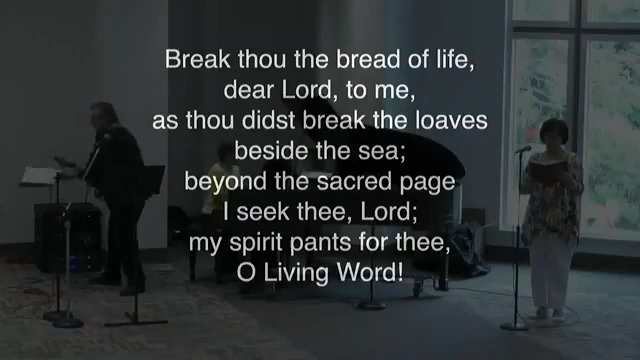 Break thou the bread of life,
dear Lord, to me,
as thou didst break the loaves
beside the sea;
beyond the sacred page
I seek thee, Lord;
my spirit pants for thee,
O Living Word!